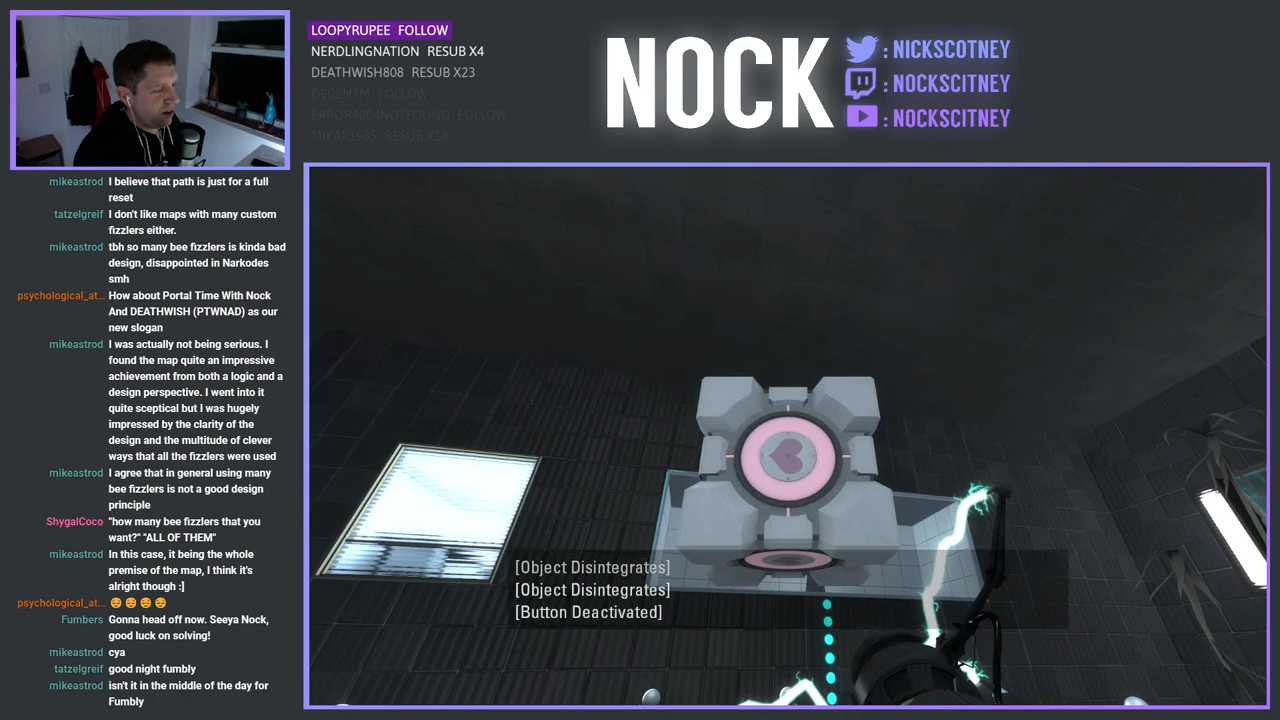 LOOPYRUPEE FOLLOW
NERDLINGNATION RESUB X4
DEATHWISH808 RESUB X23
DECENTM FOLLOW
ERROR4004NOTFOUND FOLLOW
MIKAK1985 RESUB X13
NOCK
: NICKSCOTNEY
: NOCKSCITNEY
: NOCKSCITNEY
mikeastrod I believe that path is just for a full
reset
tatzelgreif I don't like maps with many custom
fizzlers either.
mikeastrod tbh so many bee fizzlers is kinda bad
design, disappointed in Narkodes
smh
psychological_at... How about Portal Time With Nock
And DEATHWISH (PTWNAD) as our
new slogan
mikeastrod I was actually not being serious. I
found the map quite an impressive
achievement from both a logic and a
design perspective. I went into it
quite sceptical but I was hugely
impressed by the clarity of the
design and the multitude of clever
ways that all the fizzlers were used
mikeastrod I agree that in general using many
bee fizzlers is not a good design
principle
ShygalCoco "how many bee fizzlers that you
want?" "ALL OF THEM"
mikeastrod In this case, it being the whole
premise of the map, I think it's
alright though :]
psychological_at...
Fumbers Gonna head off now. Seeya Nock,
good luck on solving!
mikeastrod cya
tatzelgreif good night fumbly
mikeastrod isn't it in the middle of the day for
Fumbly
[Object Disintegrates]
[Object Disintegrates]
[Button Deactivated]